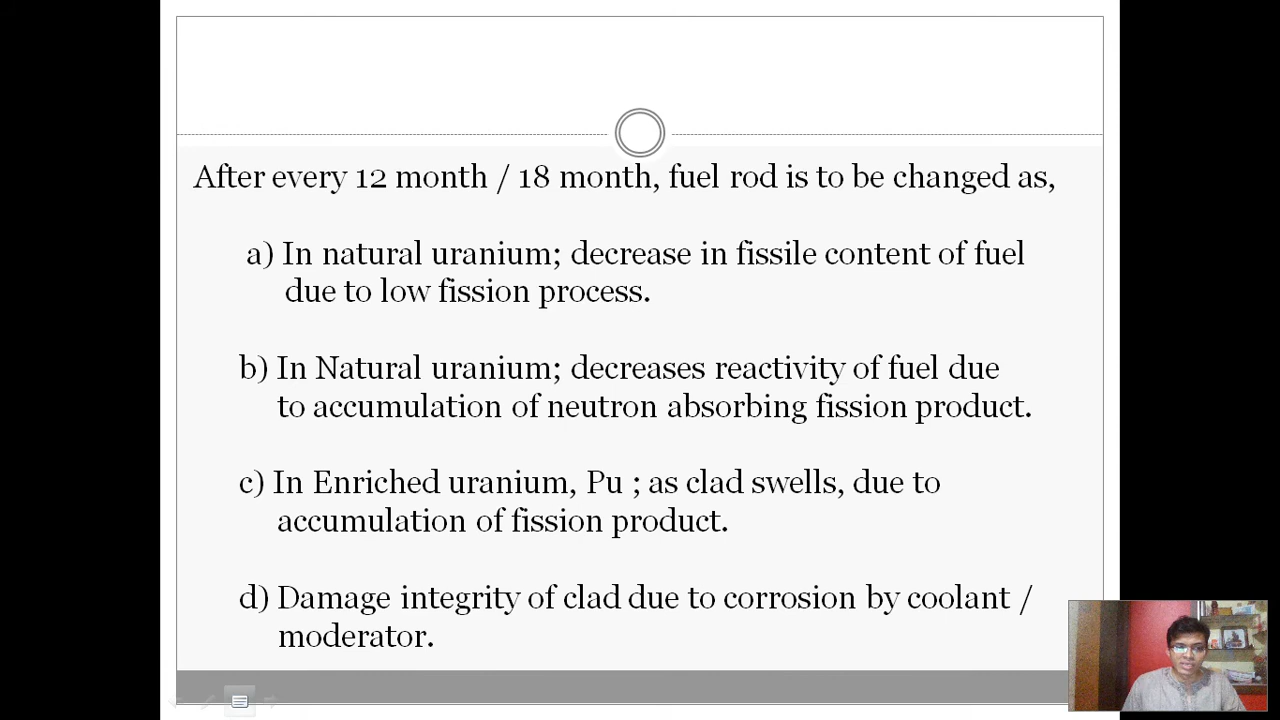 After every 12 month / 18 month, fuel rod is to be changed as,
a) In natural uranium; decrease in fissile content of fuel
due to low fission process.
b) In Natural uranium; decreases reactivity of fuel due
to accumulation of neutron absorbing fission product.
c) In Enriched uranium, Pu ; as clad swells, due to
accumulation of fission product.
d) Damage integrity of clad due to corrosion by coolant /
moderator.